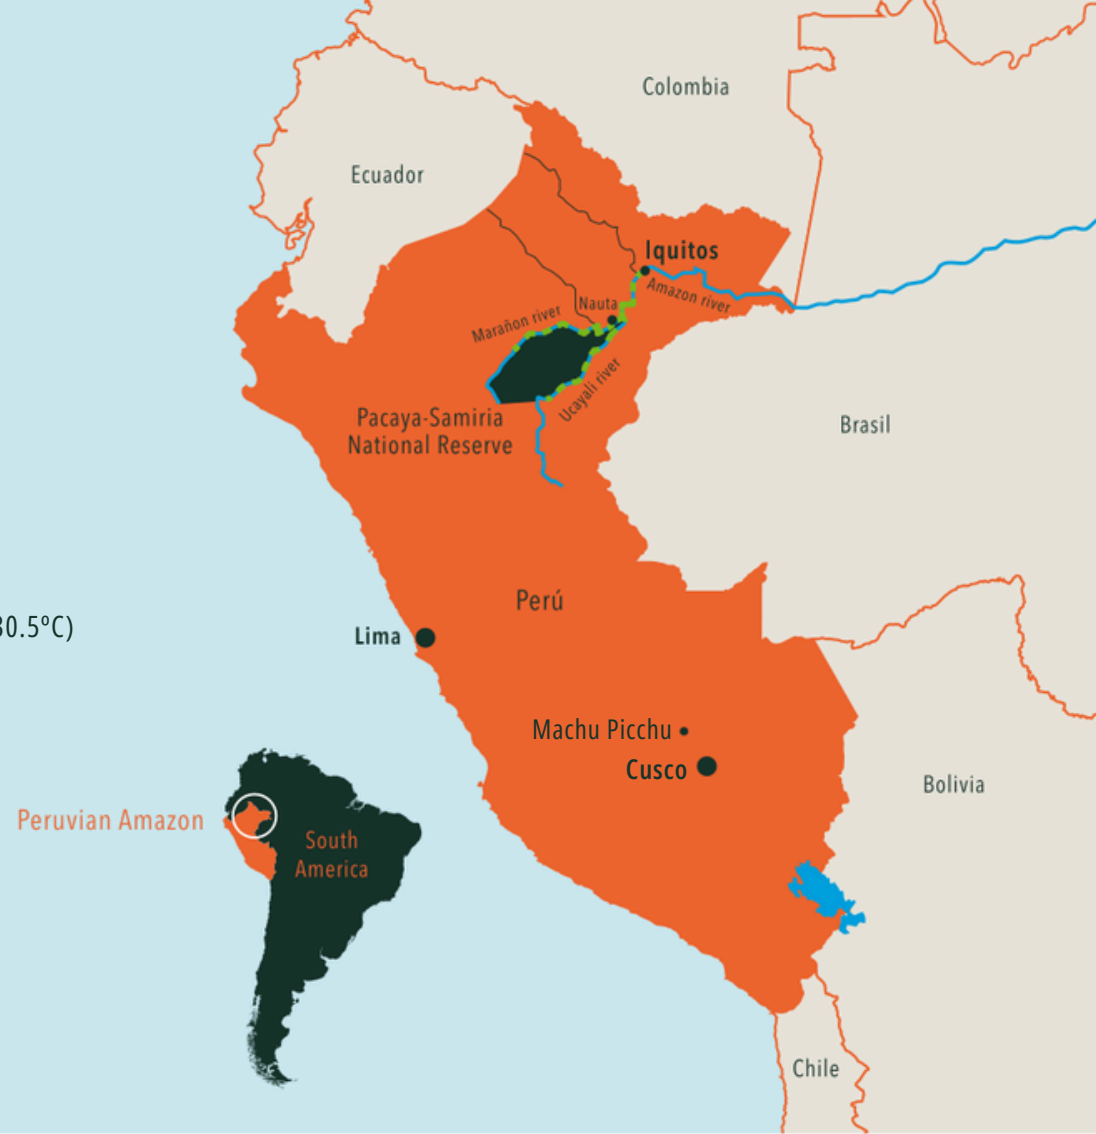 Colombia
Ecuador
Iquitos
Amazon river
Nauta
Marañon river
Ucayali river
Pacaya-Samiria
National Reserve
Brasil
Perú
30.5ºC)
Lima
Machu Picchu
Cusco
Bolivia
Peruvian Amazon
South
America
Chile